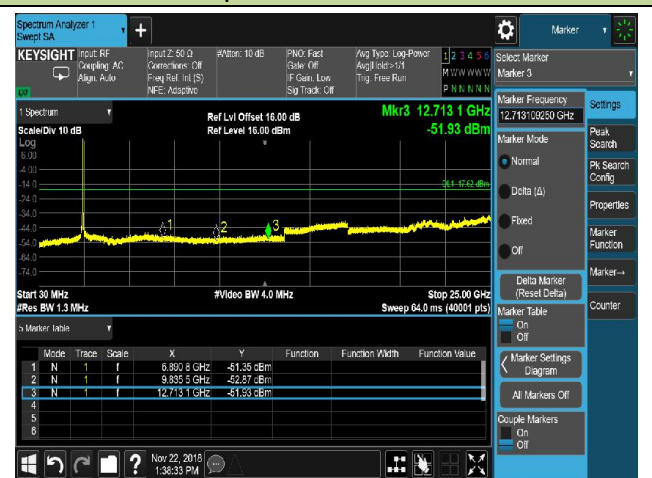 Spectrum Analyzer 1
Swept SA
+
Marker
KEYSIGHT
Input: RF
Coupling: AC
Align: Auto
Input Z: 50 Ω
Corrections: Off
Freq Ref: Int (S)
NFE: Adaptive
#Atten: 10 dB
PNO: Fast
Gate: Off
IF Gain: Low
Sig Track: Off
Avg Type: Log-Power
Avg|Hold:>1/1
Trig: Free Run
1 2 3 4 5 6
M W W W W W
P N N N N N
Select Marker
Marker 3
1 Spectrum
Scale/Div 10 dB
Log
Ref Lvl Offset 16.00 dB
Ref Level 16.00 dBm
Mkr3 12.713 1 GHz
-51.93 dBm
6.00
-4.00
-14.0
-24.0
-34.0
-44.0
-54.0
-64.0
-74.0
DL1 -17.62 dBm
1
2
3
Start 30 MHz
#Res BW 1.3 MHz
#Video BW 4.0 MHz
Stop 25.00 GHz
Sweep 64.0 ms (40001 pts)
5 Marker Table
Mode Trace Scale X Y Function Function Width Function Value
1 N 1 f 6.890 8 GHz -51.35 dBm
2 N 1 f 9.835 5 GHz -52.87 dBm
3 N 1 f 12.713 1 GHz -51.93 dBm
4
5
6
Marker Frequency
12.713109250 GHz
Marker Mode
Normal
Delta (Δ)
Fixed
Off
Delta Marker
(Reset Delta)
Marker Table
On
Off
Marker Settings
Diagram
All Markers Off
Couple Markers
On
Off
Settings
Peak
Search
Pk Search
Config
Properties
Marker
Function
Marker→
Counter
?
Nov 22, 2018
1:38:33 PM